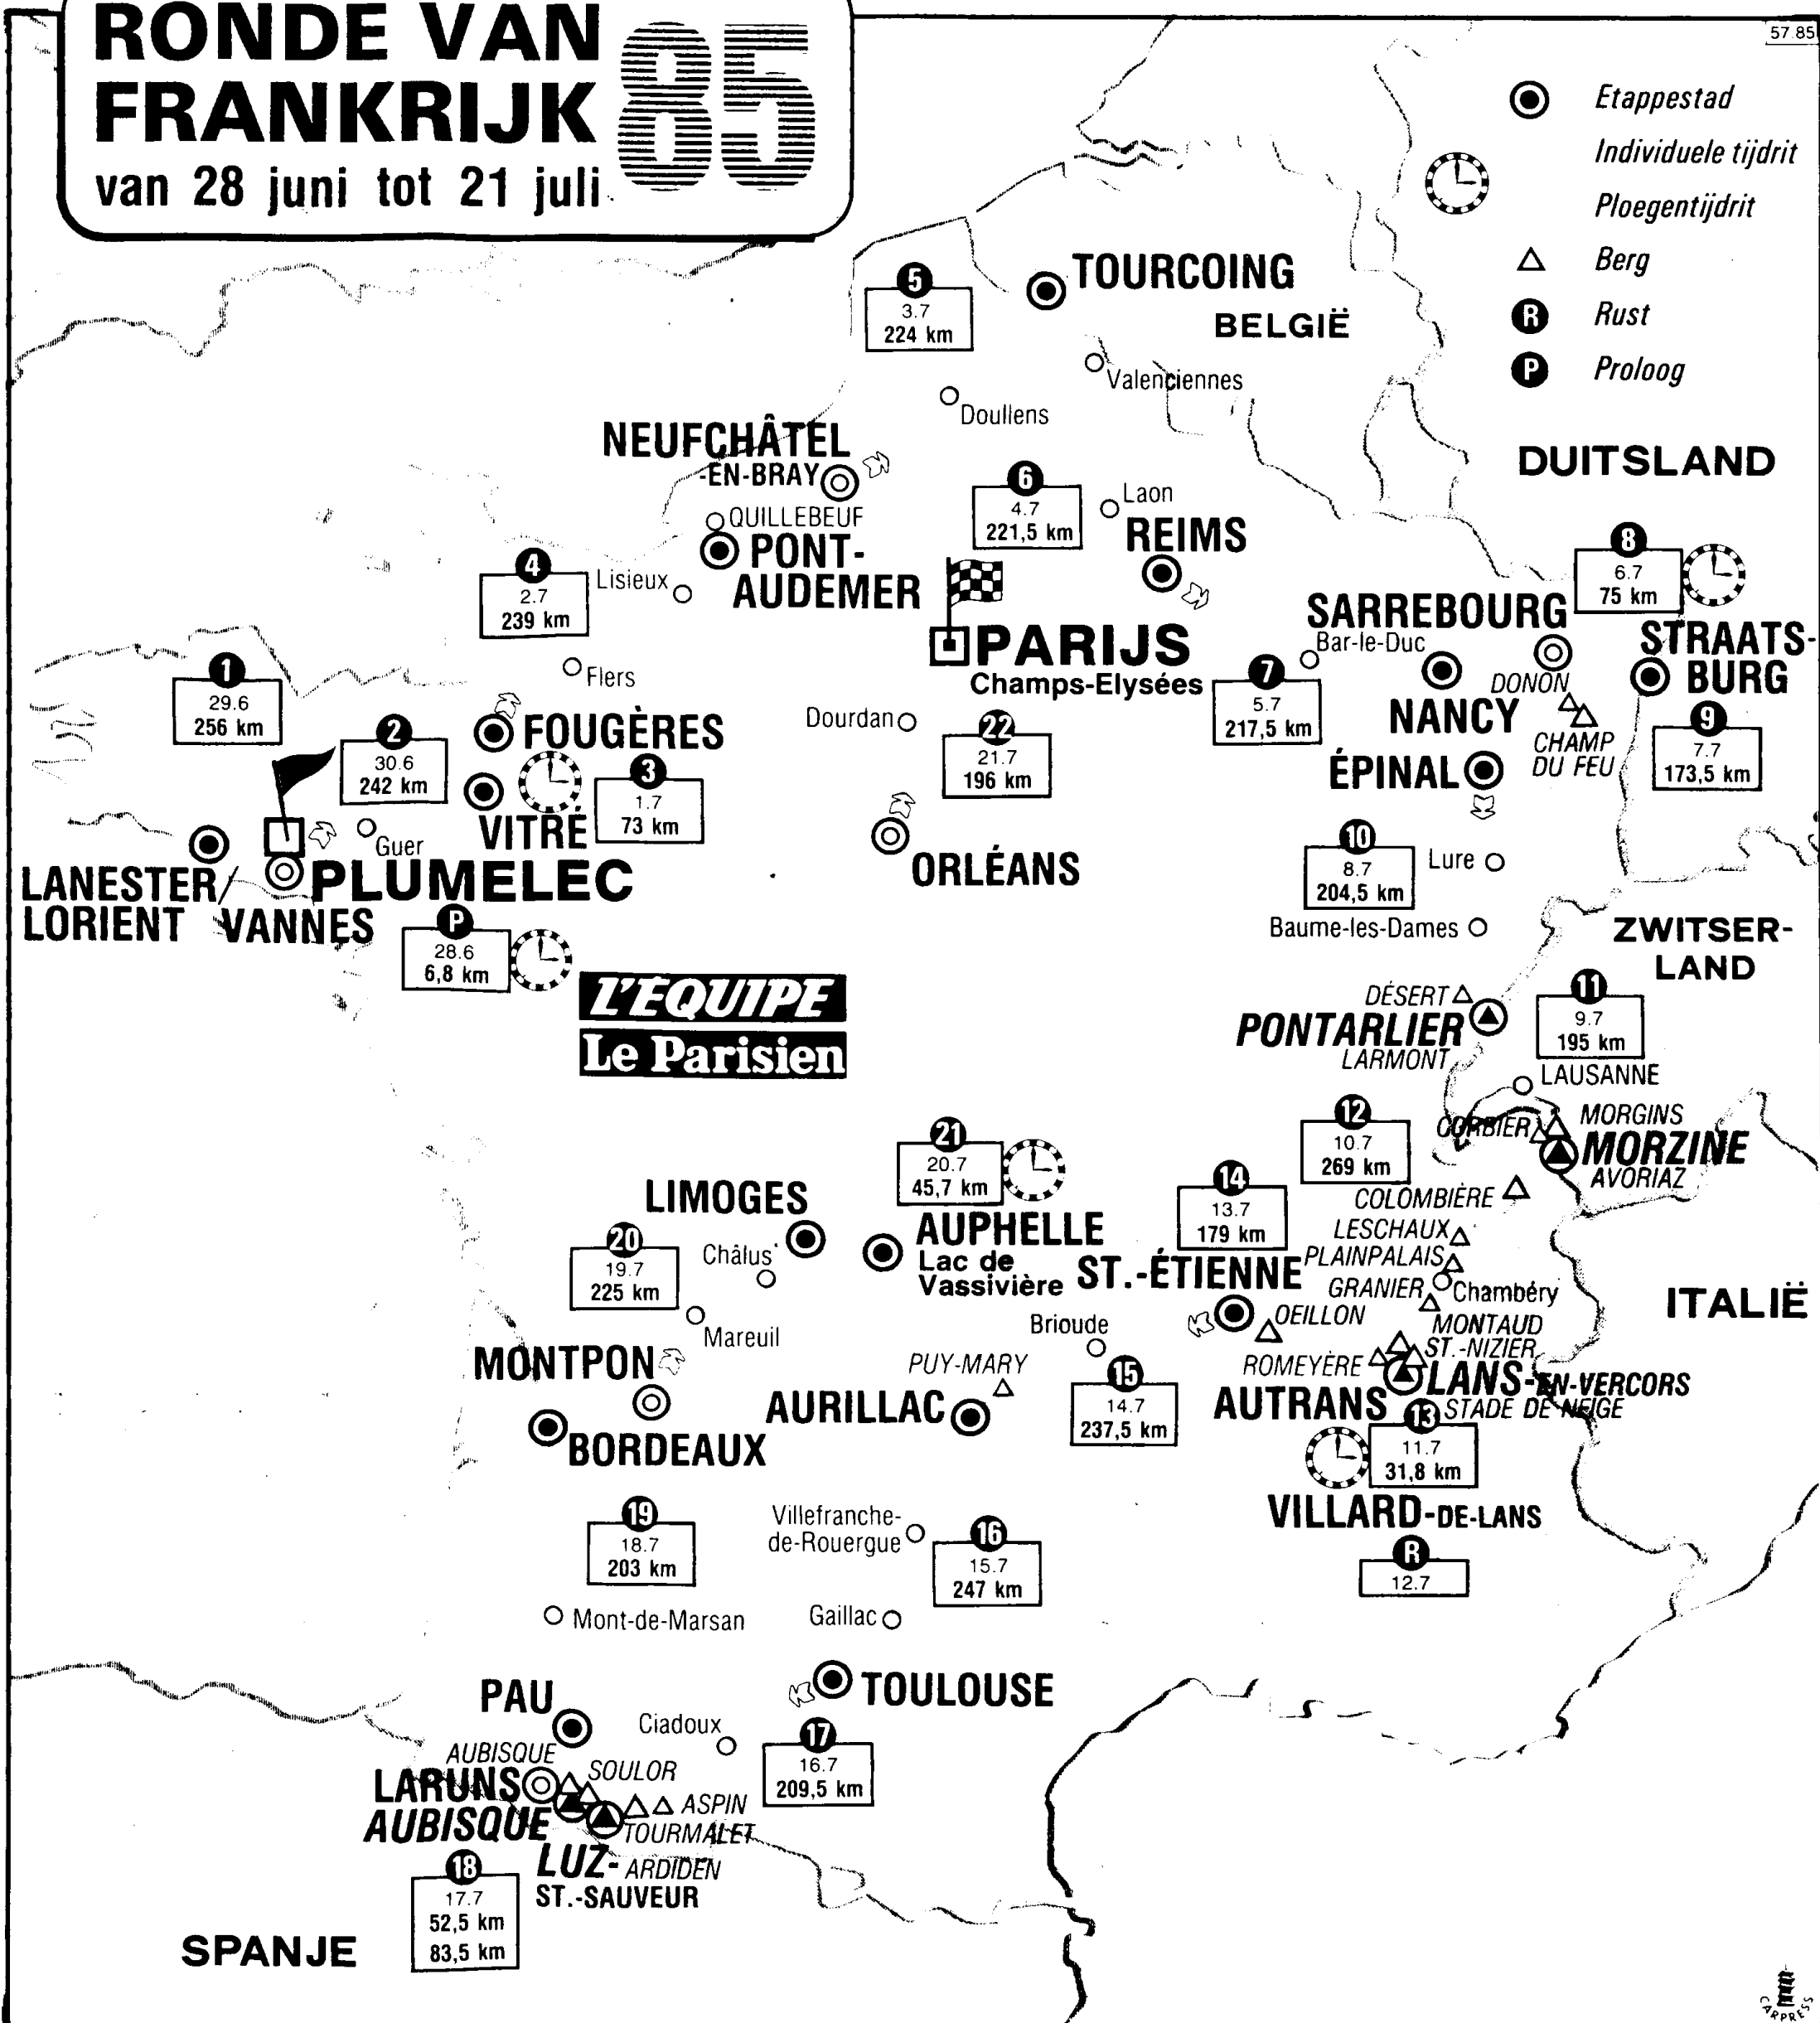 RONDE VAN
FRANKRIJK
85
van 28 juni tot 21 juli
57.85
Etappestad
Individuele tijdrit
Ploegentijdrit
Berg
R Rust
P Proloog
5
3.7
224 km
TOURCOING
BELGIË
Valenciennes
Doullens
DUITSLAND
NEUFCHÂTEL
-EN-BRAY
QUILLEBEUF
PONT-
AUDEMER
6
4.7
221,5 km
Laon
REIMS
4
2.7
239 km
Lisieux
Flers
8
6.7
75 km
SARREBOURG
STRAATS-
BURG
Bar-le-Duc
NANCY
DONON
CHAMP
DU FEU
PARIJS
Champs-Elysées
7
5.7
217,5 km
9
7.7
173,5 km
1
29.6
256 km
2
30.6
242 km
FOUGÈRES
3
1.7
73 km
VITRÉ
Dourdan
22
21.7
196 km
ÉPINAL
Guer
LANESTER/
LORIENT
PLUMELEC
VANNES
ORLÉANS
10
8.7
204,5 km
Lure
Baume-les-Dames
P
28.6
6,8 km
ZWITSER-
LAND
L'EQUIPE
Le Parisien
DÉSERT
PONTARLIER
LARMONT
11
9.7
195 km
LAUSANNE
12
10.7
269 km
CORBIER
MORGINS
MORZINE
AVORIAZ
21
20.7
45,7 km
LIMOGES
AUPHELLE
Lac de
Vassivière
14
13.7
179 km
COLOMBIÈRE
LESCHAUX
PLAINPALAIS
GRANIER
Chambéry
20
19.7
225 km
Châlus
Mareuil
ST.-ÉTIENNE
OEILLON
ITALIË
Brioude
MONTAUD
ST.-NIZIER
ROMEYÈRE
LANS-EN-VERCORS
STADE DE NEIGE
MONTPON
PUY-MARY
BORDEAUX
AURILLAC
15
14.7
237,5 km
AUTRANS
13
11.7
31,8 km
VILLARD-DE-LANS
R
12.7
19
18.7
203 km
Villefranche-
de-Rouergue
16
15.7
247 km
Mont-de-Marsan
Gaillac
TOULOUSE
PAU
Ciadoux
17
16.7
209,5 km
AUBISQUE
SOULOR
LARUNS
AUBISQUE
ASPIN
TOURMALET
LUZ- ARDIDEN
ST.-SAUVEUR
18
17.7
52,5 km
83,5 km
SPANJE
CARPRESS